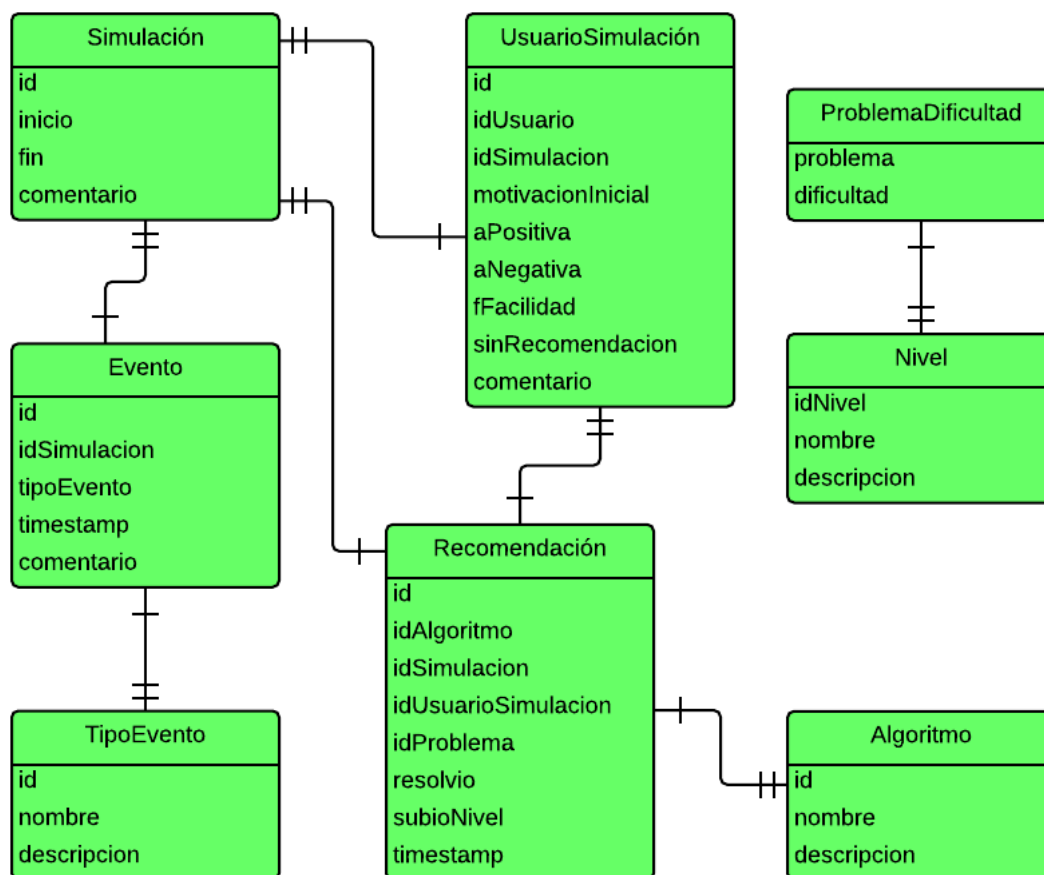 Simulación
id
inicio
fin
comentario
UsuarioSimulación
id
idUsuario
idSimulacion
motivacionInicial
aPositiva
aNegativa
fFacilidad
sinRecomendacion
comentario
ProblemaDificultad
problema
dificultad
Nivel
idNivel
nombre
descripcion
Evento
id
idSimulacion
tipoEvento
timestamp
comentario
Recomendación
id
idAlgoritmo
idSimulacion
idUsuarioSimulacion
idProblema
resolvio
subioNivel
timestamp
TipoEvento
id
nombre
descripcion
Algoritmo
id
nombre
descripcion